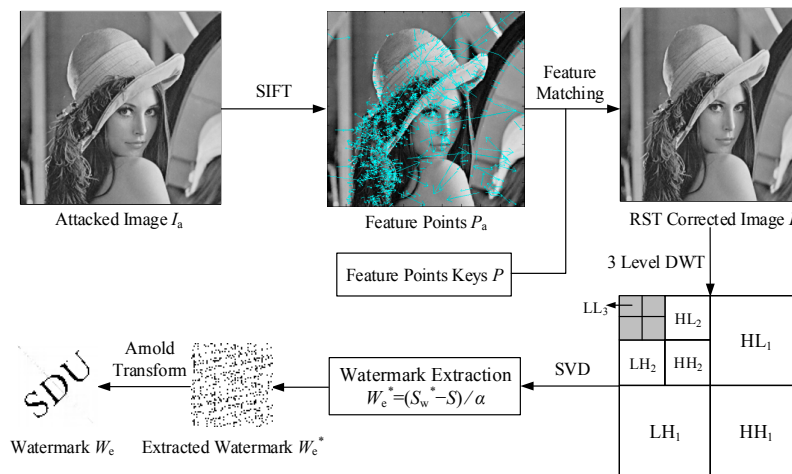 SIFT
Feature
Matching
Attacked Image Iₐ
Feature Points Pₐ
RST Corrected Image I
Feature Points Keys P
3 Level DWT
LL₃
HL₂
HL₁
LH₂
HH₂
LH₁
HH₁
SVD
Watermark Extraction
Wₑ*=(S_w*−S)/α
Arnold
Transform
SDU
Watermark Wₑ
Extracted Watermark Wₑ*